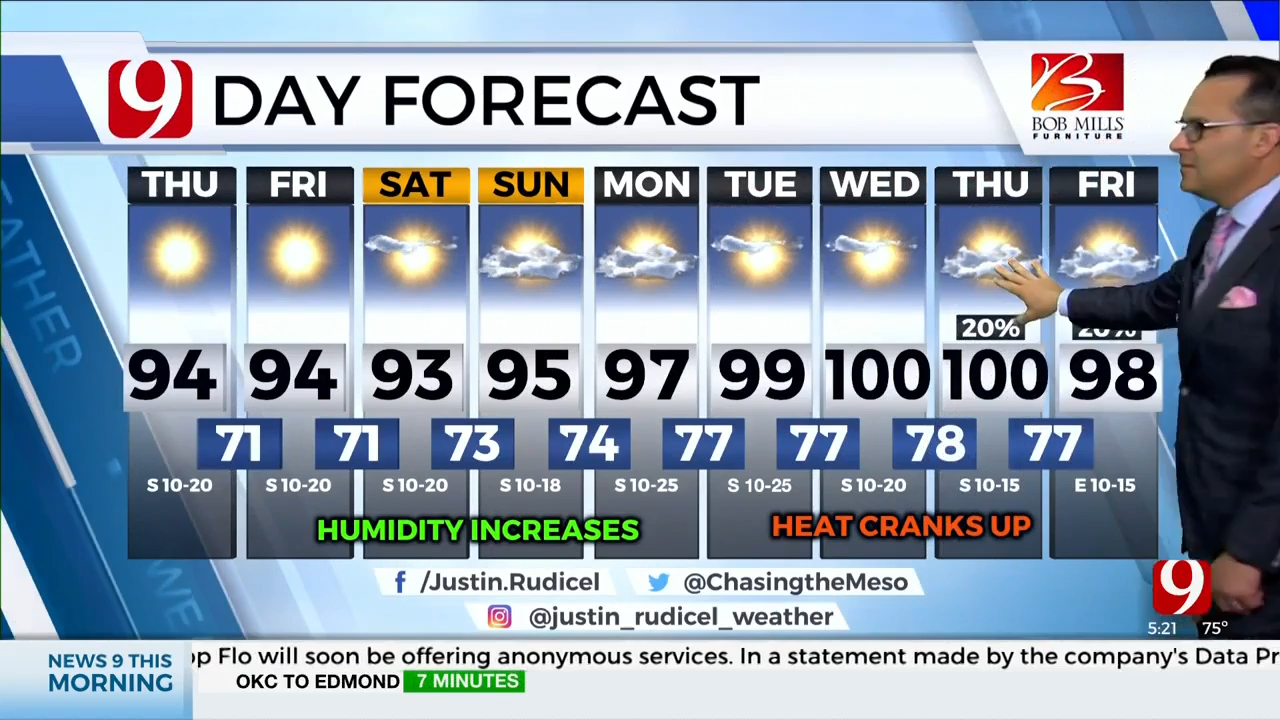 9 DAY FORECAST
B
BOB MILLS
FURNITURE
THU FRI SAT SUN MON TUE WED THU FRI
20% 20%
94 94 93 95 97 99 100 100 98
71 71 73 74 77 77 78 77
S 10-20 S 10-20 S 10-20 S 10-18 S 10-25 S 10-25 S 10-20 S 10-15 E 10-15
HUMIDITY INCREASES HEAT CRANKS UP
f /Justin.Rudicel @ChasingtheMeso
@justin_rudicel_weather
9
5:21 75°
NEWS 9 THIS
MORNING
op Flo will soon be offering anonymous services. In a statement made by the company's Data Pr
OKC TO EDMOND 7 MINUTES